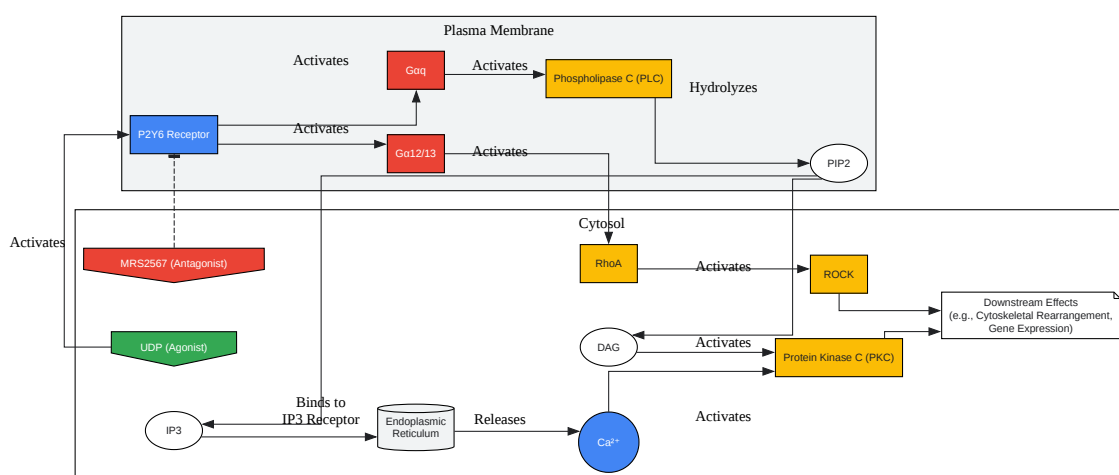 Plasma Membrane
Activates
Gαq
Activates
Phospholipase C (PLC)
Hydrolyzes
P2Y6 Receptor
Activates
Gα12/13
Activates
PIP2
Cytosol
Activates
MRS2567 (Antagonist)
RhoA
Activates
ROCK
Downstream Effects
(e.g., Cytoskeletal Rearrangement,
Gene Expression)
UDP (Agonist)
DAG
Activates
Protein Kinase C (PKC)
Binds to
IP3 Receptor
IP3
Endoplasmic
Reticulum
Releases
Ca²⁺
Activates